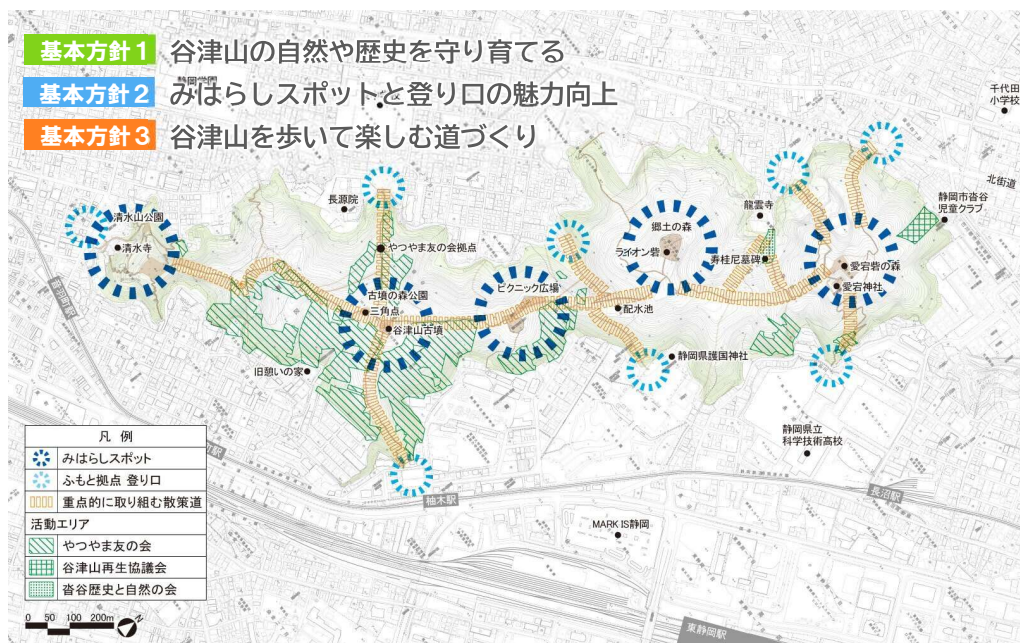 基本方針1 谷津山の自然や歴史を守り育てる
基本方針2 みはらしスポットと登り口の魅力向上
基本方針3 谷津山を歩いて楽しむ道づくり
静岡学園
千代田
小学校
北街道
静岡市沓谷
児童クラブ
長源院
龍雲寺
清水山公園
清水寺
やつやま友の会拠点
郷土の森
ライオン砦
寿桂尼墓碑
愛宕砦の森
愛宕神社
古墳の森公園
三角点
谷津山古墳
ピクニック広場
配水池
旧憩いの家
静岡県護国神社
静岡県立
科学技術高校
柚木駅
長沼駅
MARK IS静岡
東静岡駅
凡 例
みはらしスポット
ふもと拠点 登り口
重点的に取り組む散策道
活動エリア
やつやま友の会
谷津山再生協議会
沓谷歴史と自然の会
0 50 100 200m
N